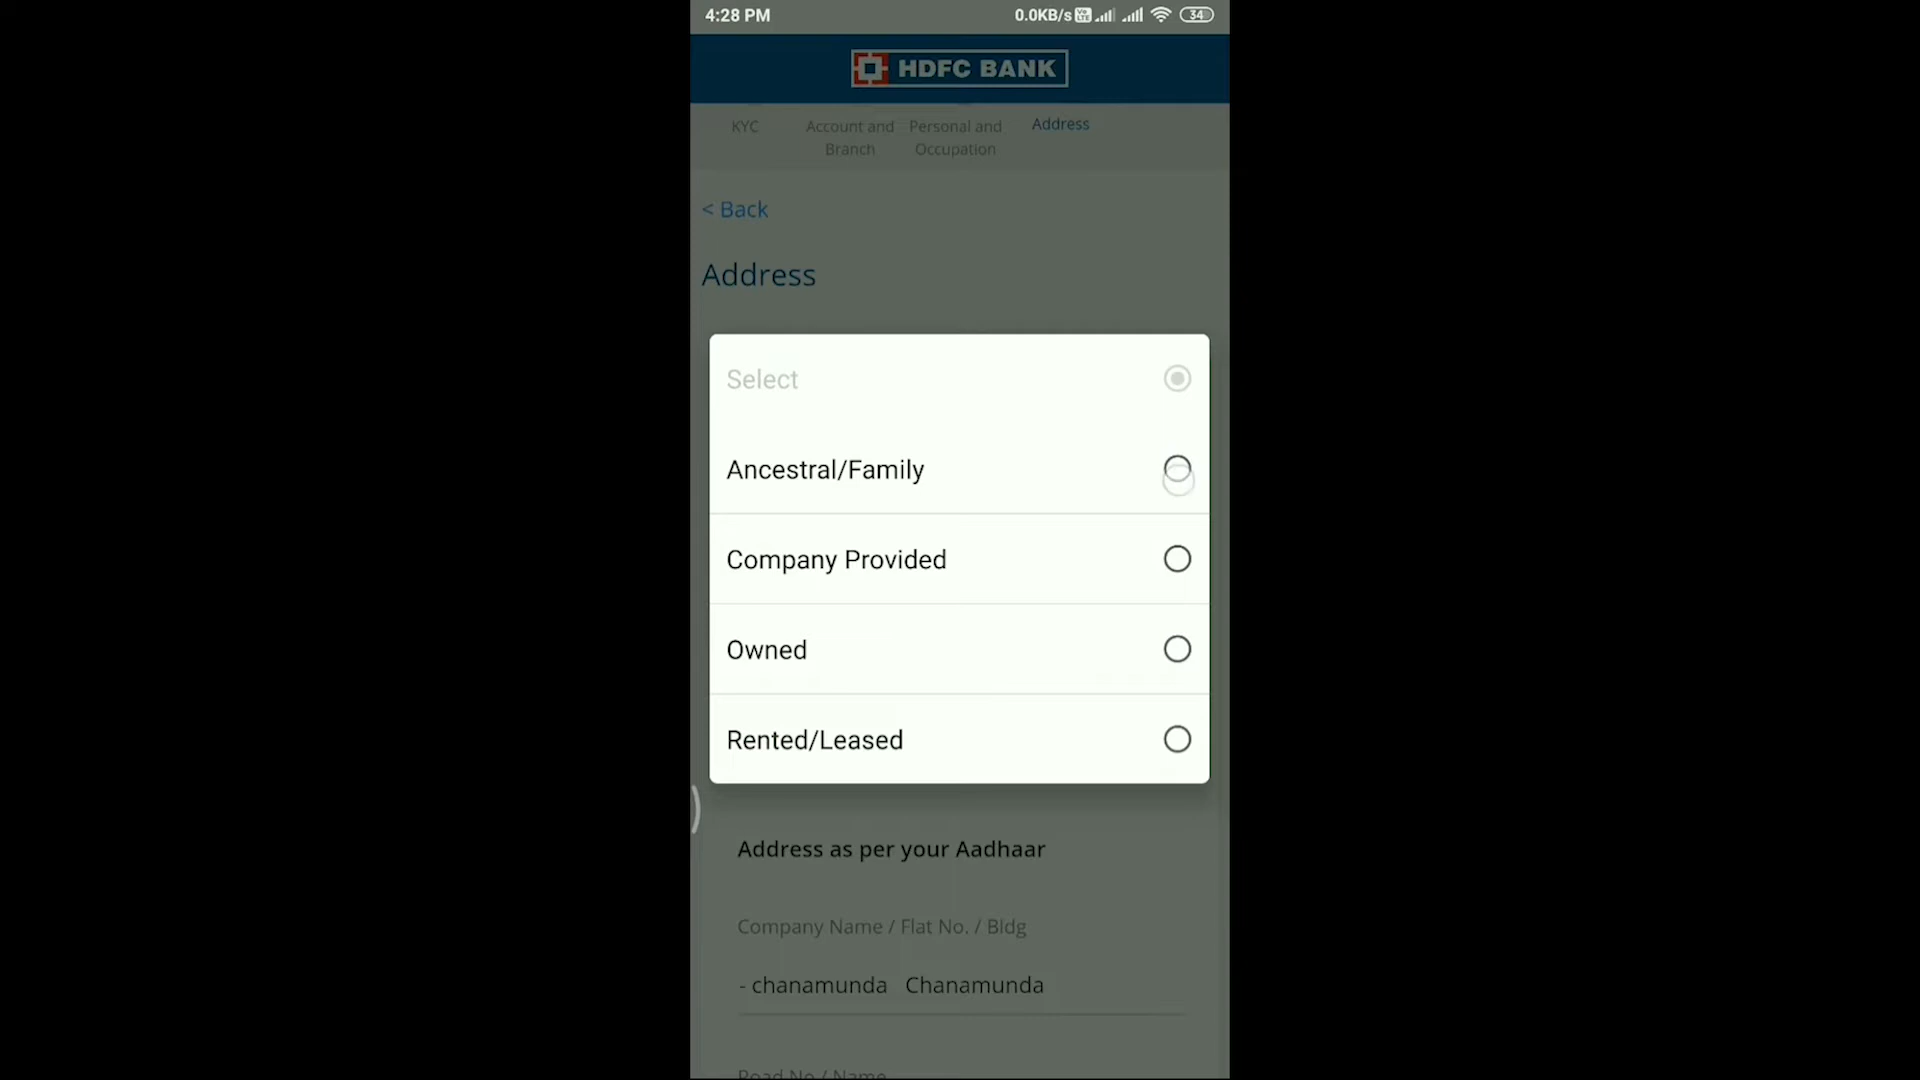 4:28 PM 0.0KB/s Vo LTE 34
HDFC BANK
KYC Account and Branch Personal and Occupation Address
< Back
Address
Select
Ancestral/Family
Company Provided
Owned
Rented/Leased
Address as per your Aadhaar
Company Name / Flat No. / Bldg
- chanamunda Chanamunda
Road No / Name